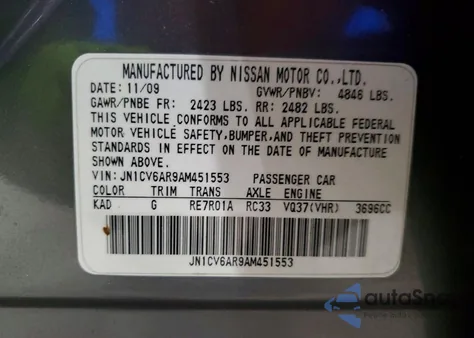 MANUFACTURED BY NISSAN MOTOR CO.,LTD.
DATE: 11/09 GVWR/PNBV: 4846 LBS.
GAWR/PNBE FR: 2423 LBS. RR: 2482 LBS.
THIS VEHICLE CONFORMS TO ALL APPLICABLE FEDERAL
MOTOR VEHICLE SAFETY,BUMPER,AND THEFT PREVENTION
STANDARDS IN EFFECT ON THE DATE OF MANUFACTURE
SHOWN ABOVE.
VIN: JN1CV6AR9AM451553 PASSENGER CAR
COLOR TRIM TRANS AXLE ENGINE
KAD G RE7R01A RC33 VQ37(VHR) 3696CC
JN1CV6AR9AM451553